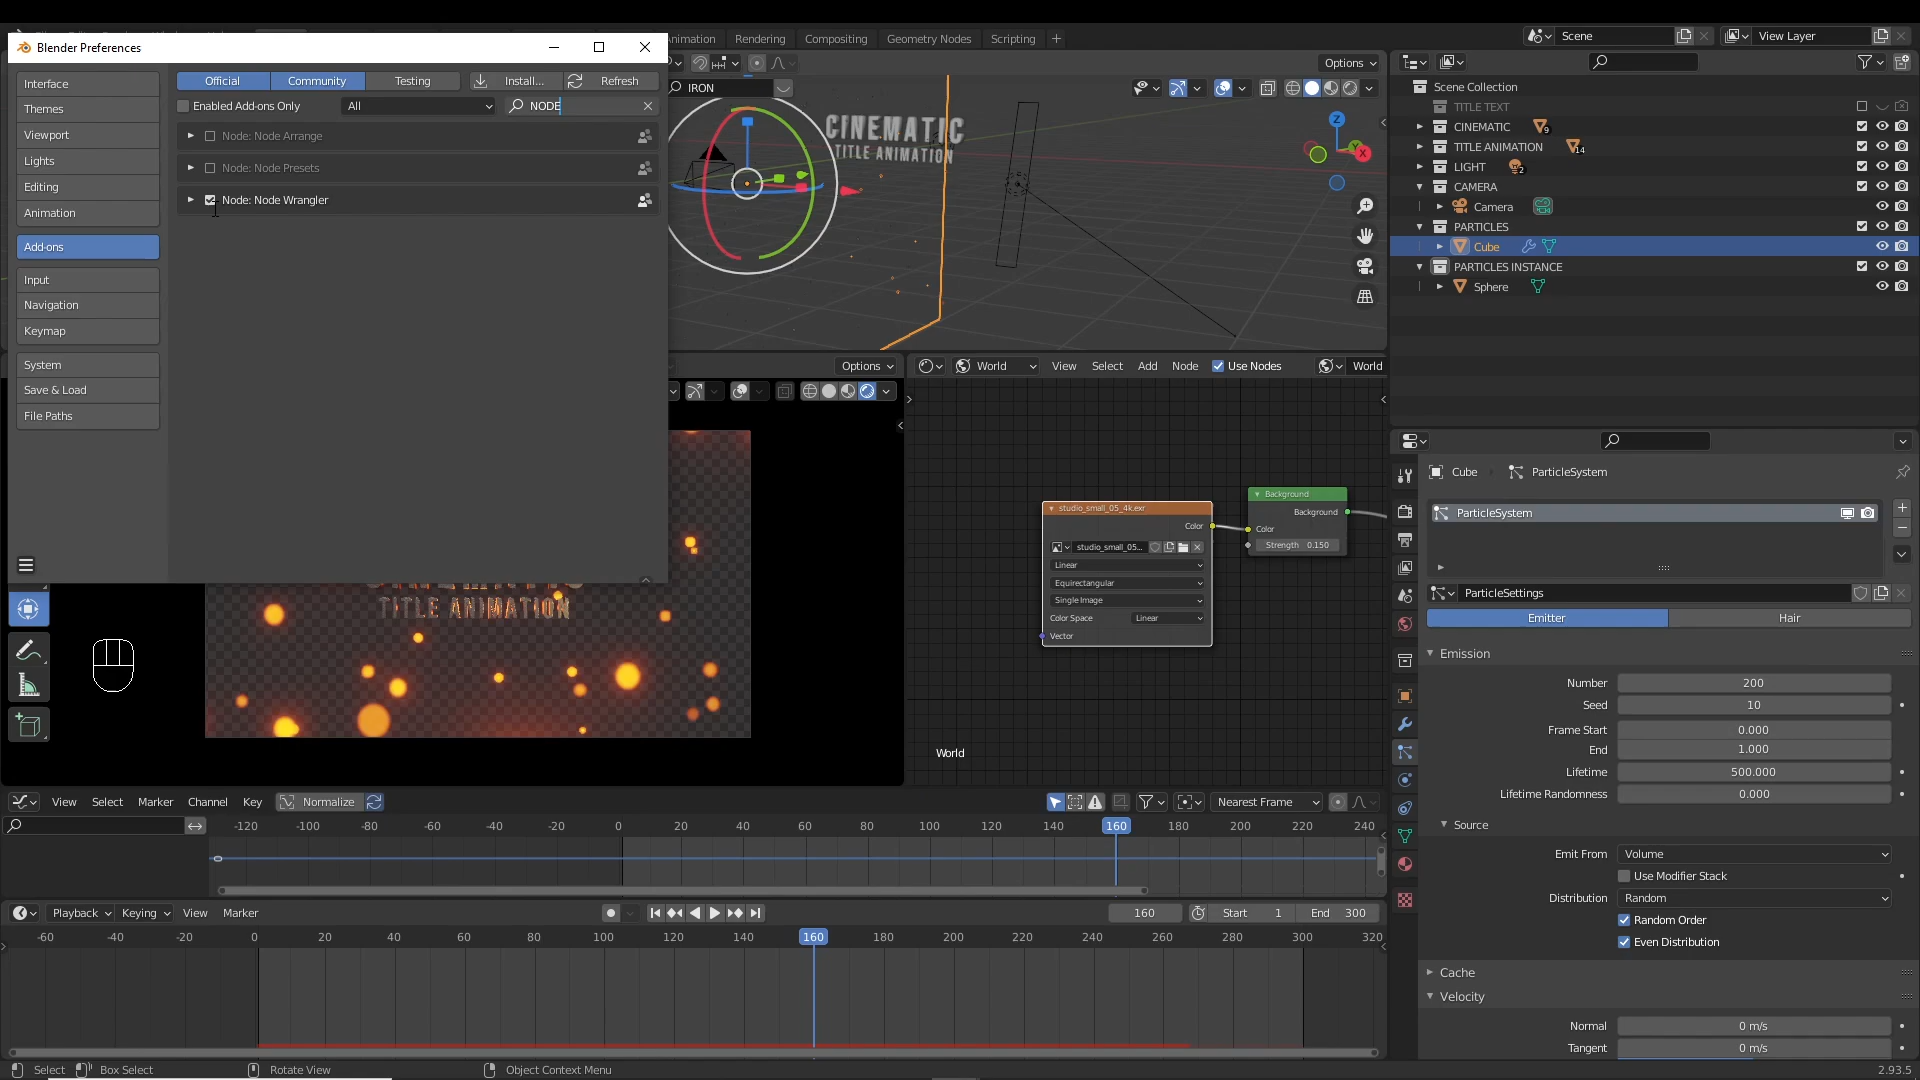 Blender Preferences
Animation
Rendering
Compositing
Geometry Nodes
Scripting
Scene
View Layer
Interface
Themes
Viewport
Lights
Editing
Animation
Add-ons
Input
Navigation
Keymap
System
Save & Load
File Paths
Official
Community
Testing
Install...
Refresh
Enabled Add-ons Only
All
NODE
Node: Node Arrange
Node: Node Presets
Node: Node Wrangler
Options
IRON
CINEMATIC
TITLE ANIMATION
X
Y
Z
Scene Collection
TITLE TEXT
CINEMATIC
9
TITLE ANIMATION
14
LIGHT
2
CAMERA
Camera
PARTICLES
Cube
PARTICLES INSTANCE
Sphere
Options
World
View
Select
Add
Node
Use Nodes
World
studio_small_05_4k.exr
Color
studio_small_05...
Linear
Equirectangular
Single Image
Color Space
Linear
Vector
Background
Background
Color
Strength 0.150
World
TITLE ANIMATION
Cube
ParticleSystem
ParticleSystem
ParticleSettings
Emitter
Hair
Emission
Number 200
Seed 10
Frame Start 0.000
End 1.000
Lifetime 500.000
Lifetime Randomness 0.000
Source
Emit From Volume
Use Modifier Stack
Distribution Random
Random Order
Even Distribution
Cache
Velocity
Normal 0 m/s
Tangent 0 m/s
View
Select
Marker
Channel
Key
Normalize
Nearest Frame
-120 -100 -80 -60 -40 -20 0 20 40 60 80 100 120 140 160 180 200 220 240
Playback
Keying
View
Marker
160
Start 1
End 300
-60 -40 -20 0 20 40 60 80 100 120 140 160 180 200 220 240 260 280 300 320
Select
Box Select
Rotate View
Object Context Menu
2.93.5